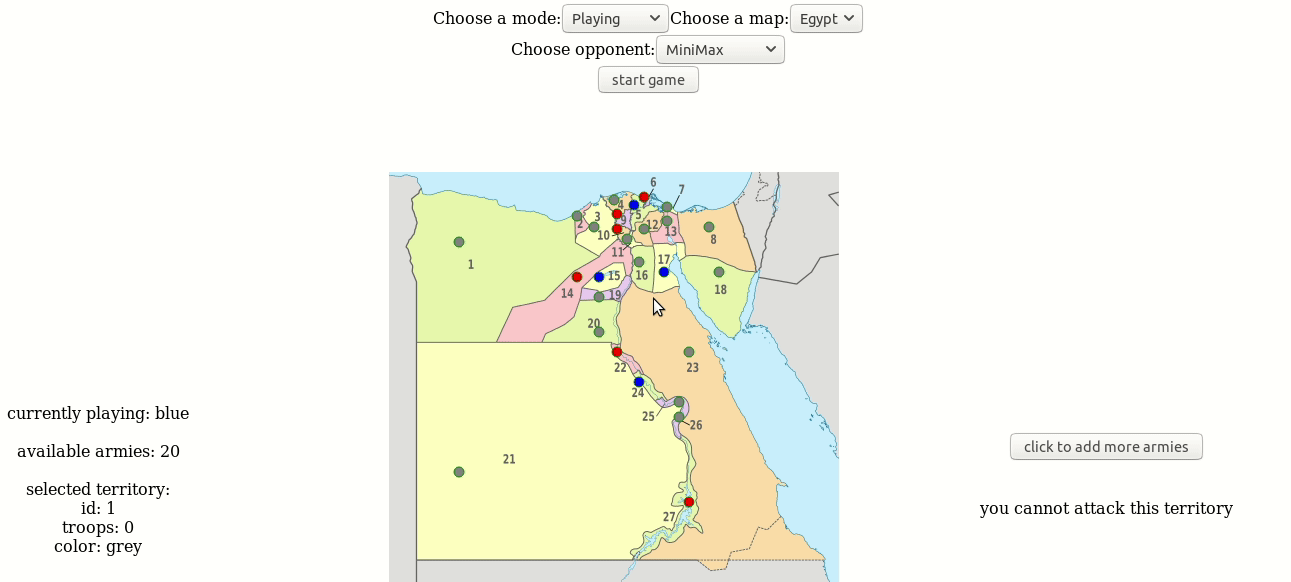 Choose a mode: Playing Choose a map: Egypt
Choose opponent: MiniMax
start game
6
7
4
5
3
9
2
12
10
13
8
11
1
17
15
16
14
19
18
20
22
23
24
25
26
21
27
currently playing: blue
available armies: 20
selected territory:
id: 1
troops: 0
color: grey
click to add more armies
you cannot attack this territory